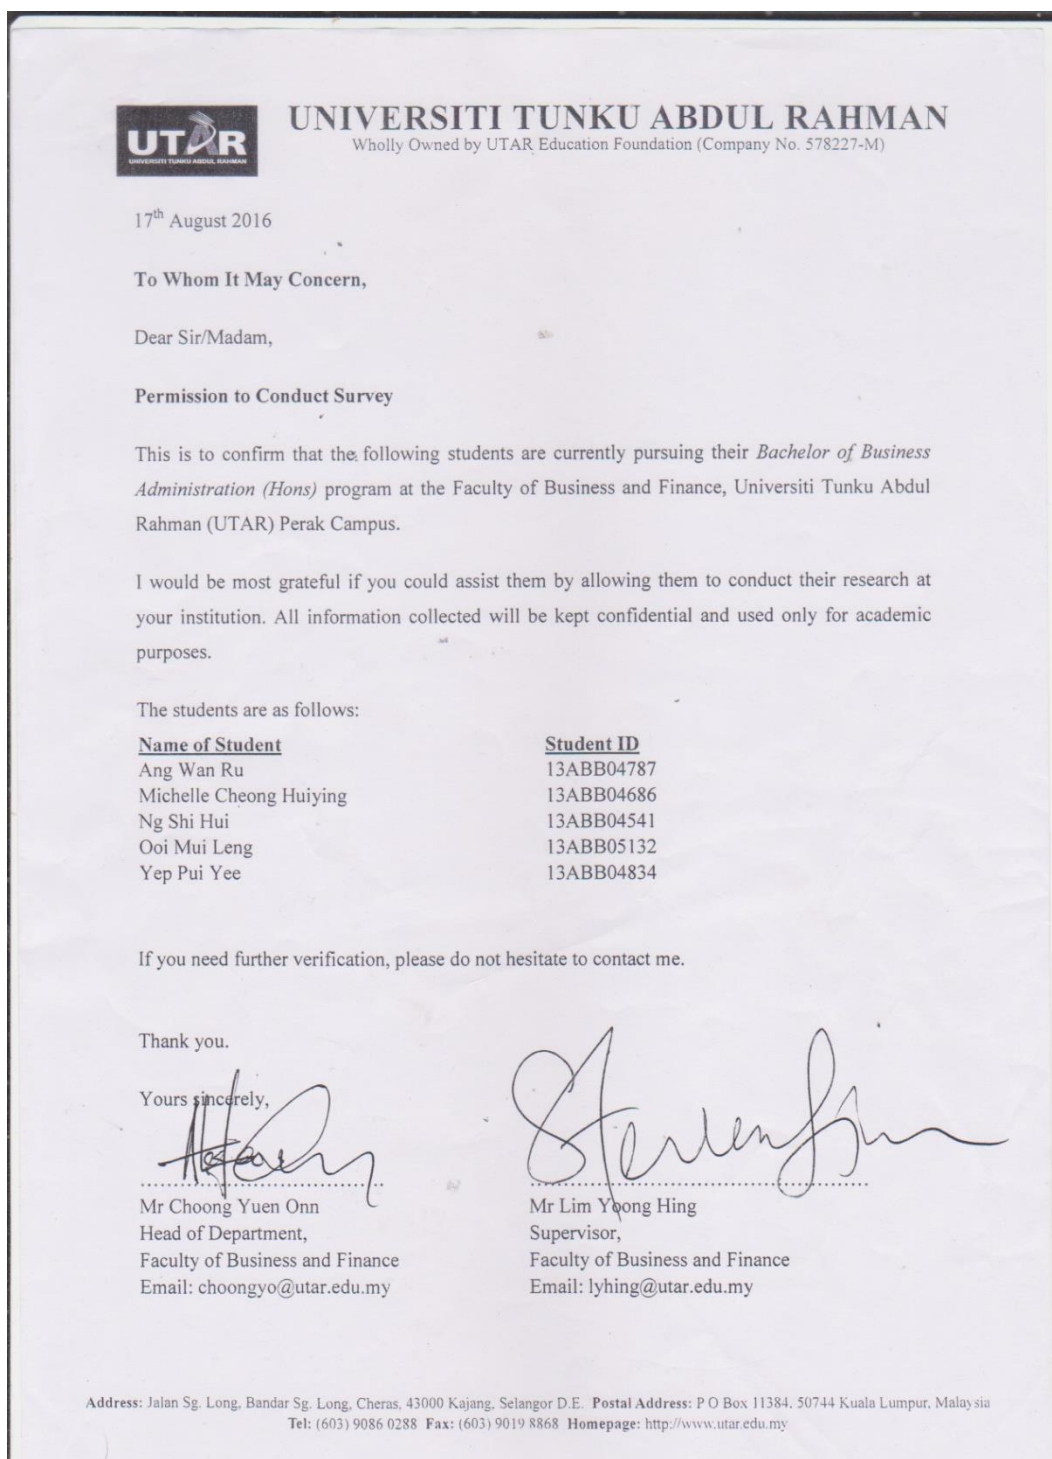 UTAR
UNIVERSITI TUNKU ABDUL RAHMAN
UNIVERSITI TUNKU ABDUL RAHMAN
Wholly Owned by UTAR Education Foundation (Company No. 578227-M)
17th August 2016
To Whom It May Concern,
Dear Sir/Madam,
Permission to Conduct Survey
This is to confirm that the following students are currently pursuing their Bachelor of Business
Administration (Hons) program at the Faculty of Business and Finance, Universiti Tunku Abdul
Rahman (UTAR) Perak Campus.
I would be most grateful if you could assist them by allowing them to conduct their research at
your institution. All information collected will be kept confidential and used only for academic
purposes.
The students are as follows:
Name of Student Student ID
Ang Wan Ru 13ABB04787
Michelle Cheong Huiying 13ABB04686
Ng Shi Hui 13ABB04541
Ooi Mui Leng 13ABB05132
Yep Pui Yee 13ABB04834
If you need further verification, please do not hesitate to contact me.
Thank you.
Yours sincerely,
Mr Choong Yuen Onn
Head of Department,
Faculty of Business and Finance
Email: choongyo@utar.edu.my
Steven Lim
Mr Lim Yoong Hing
Supervisor,
Faculty of Business and Finance
Email: lyhing@utar.edu.my
Address: Jalan Sg. Long, Bandar Sg. Long, Cheras, 43000 Kajang, Selangor D.E. Postal Address: P O Box 11384, 50744 Kuala Lumpur, Malaysia
Tel: (603) 9086 0288 Fax: (603) 9019 8868 Homepage: http://www.utar.edu.my